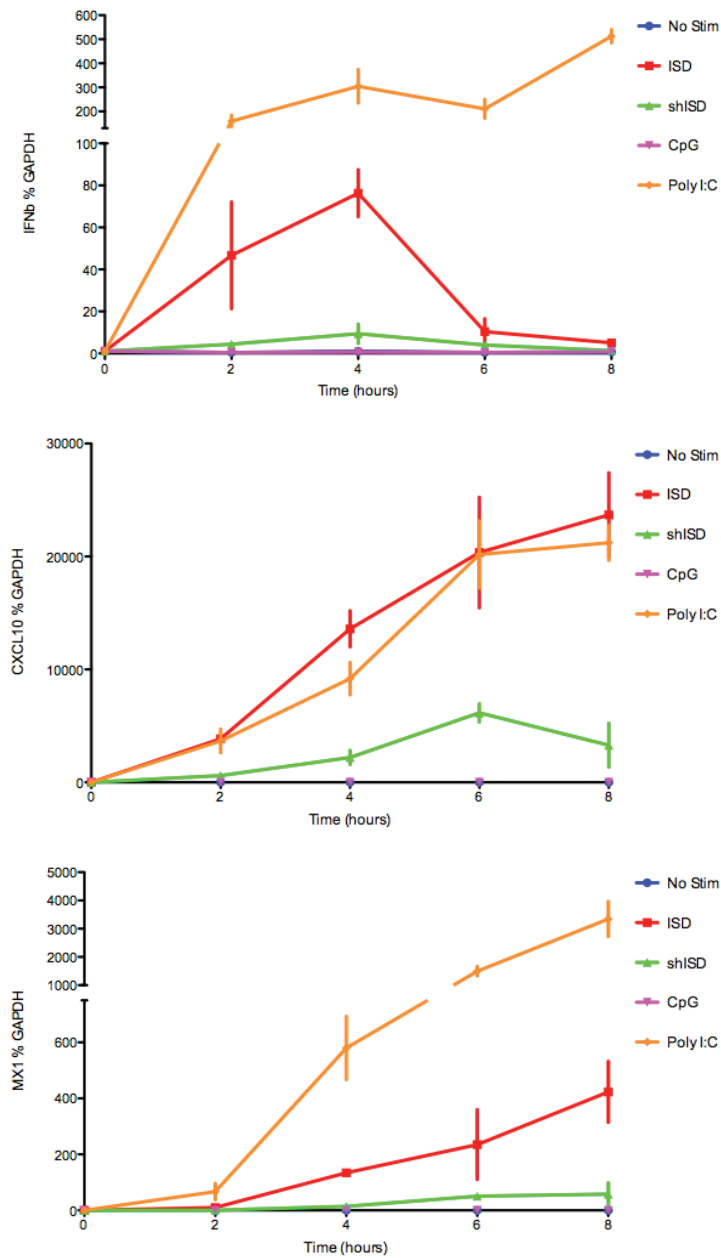 600
500
400
300
200
100
80
60
40
20
0
IFNb % GAPDH
0 2 4 6 8
Time (hours)
No Stim
ISD
shISD
CpG
Poly I:C
30000
20000
10000
0
CXCL10 % GAPDH
0 2 4 6 8
Time (hours)
No Stim
ISD
shISD
CpG
Poly I:C
5000
4000
3000
2000
1000
600
400
200
0
MX1 % GAPDH
0 2 4 6 8
Time (hours)
No Stim
ISD
shISD
CpG
Poly I:C